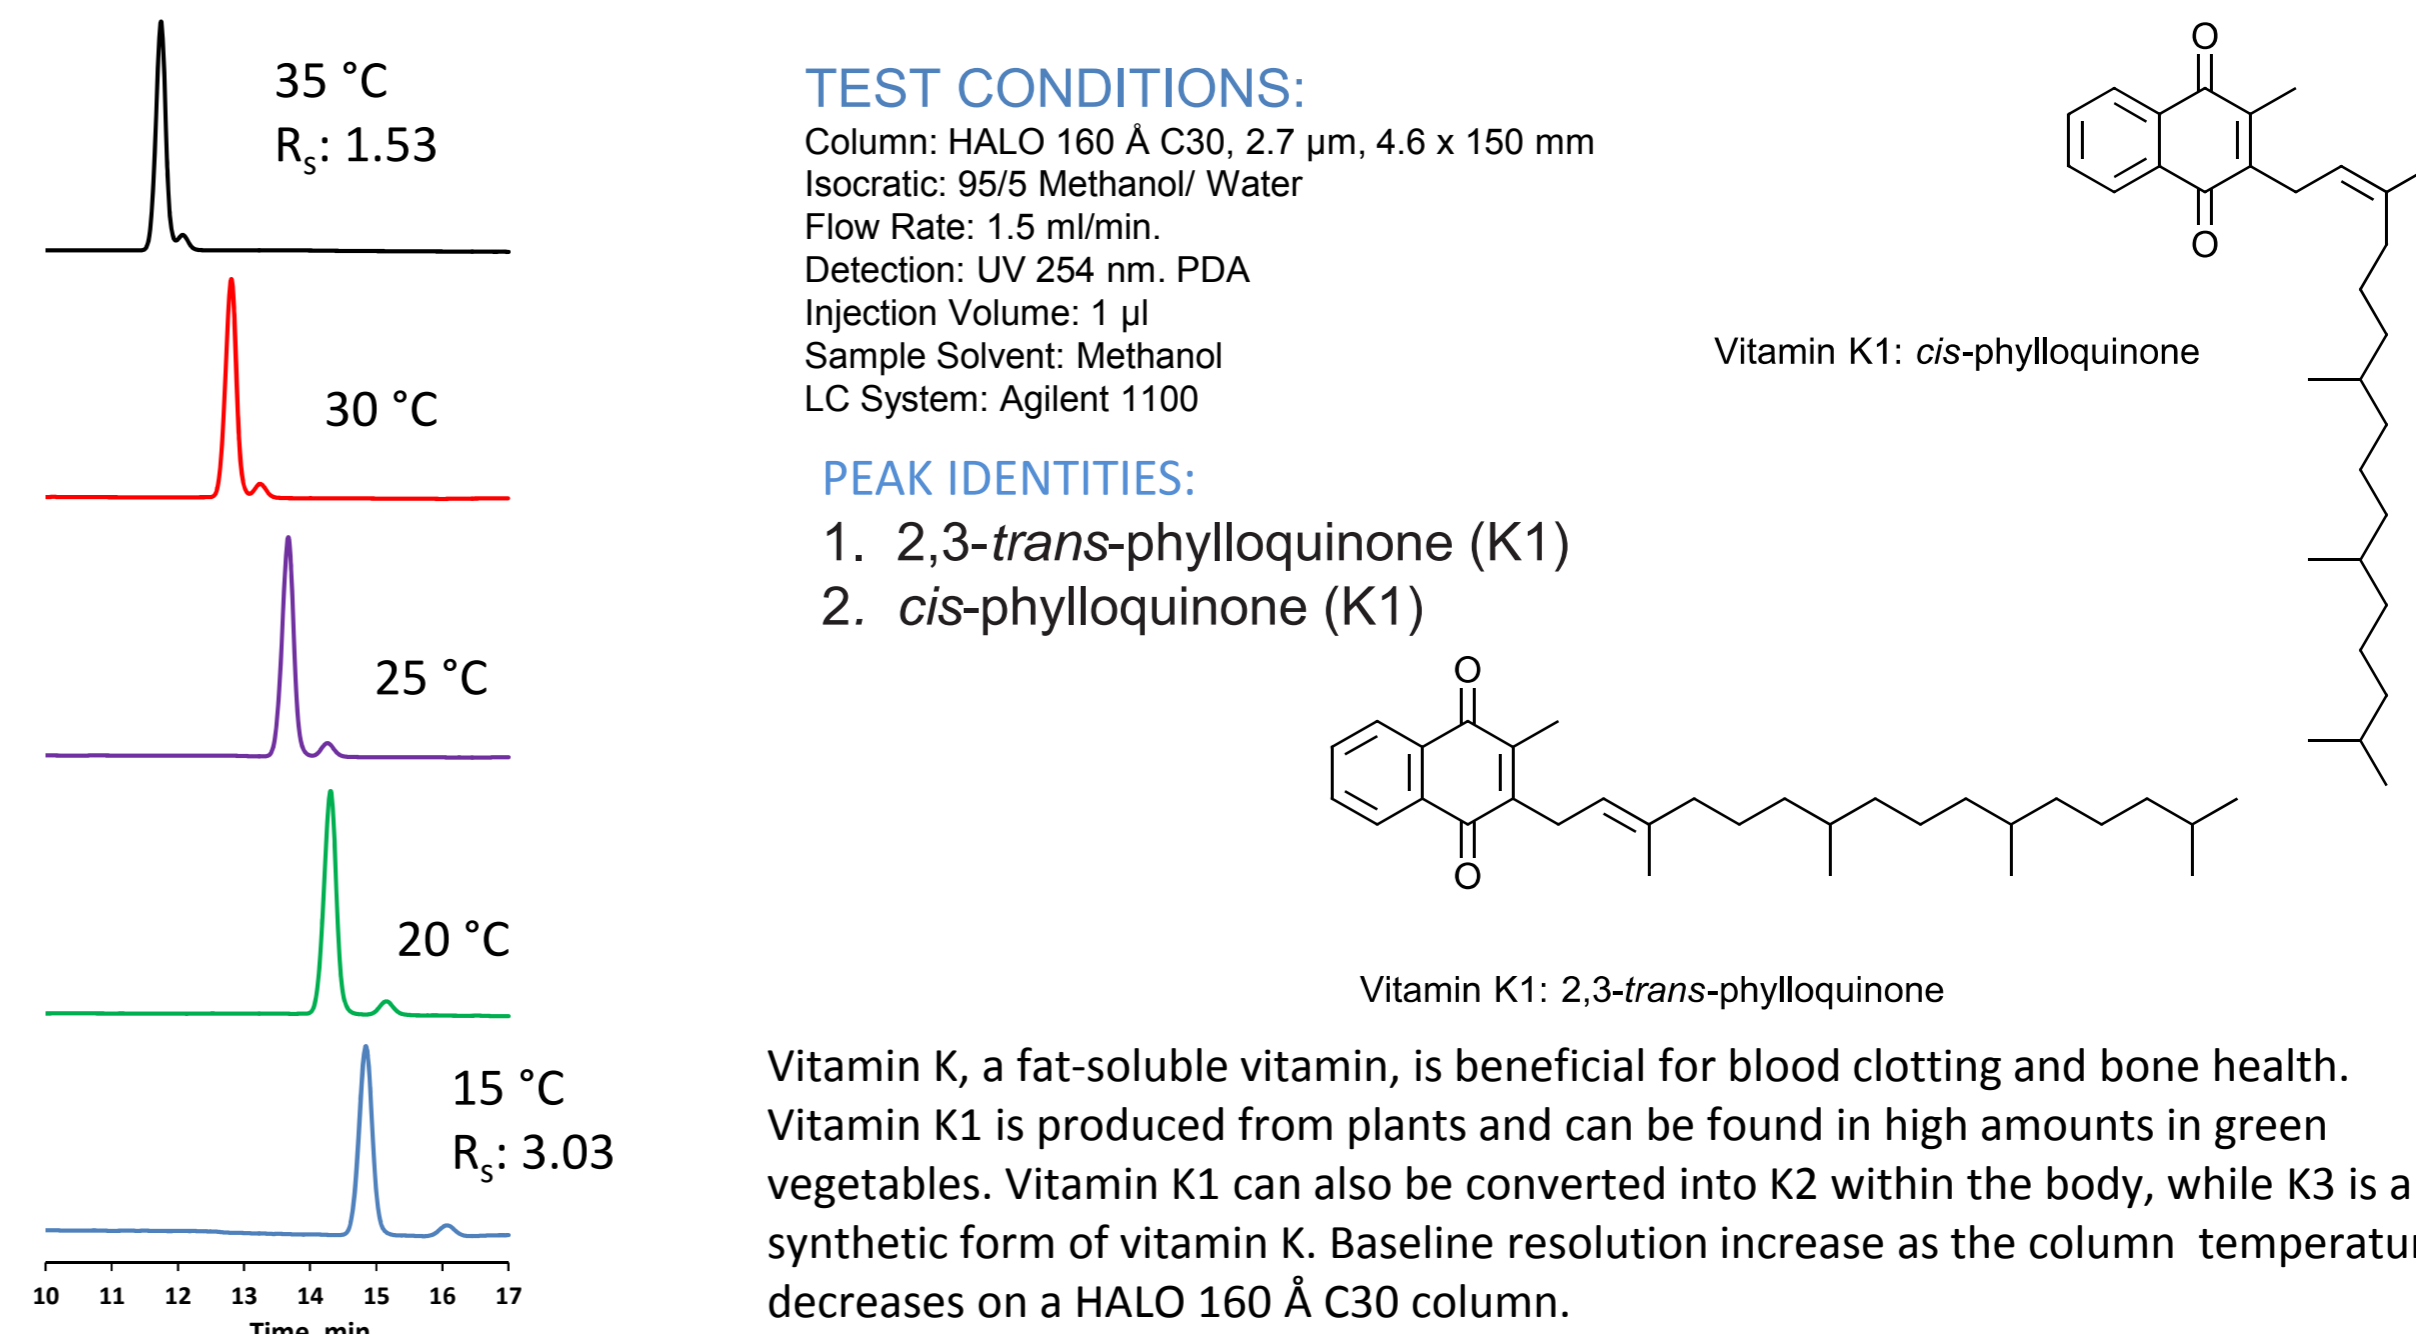 35 °C
Rs: 1.53
30 °C
25 °C
20 °C
15 °C
Rs: 3.03
10 11 12 13 14 15 16 17
Time, min
TEST CONDITIONS:
Column: HALO 160 Å C30, 2.7 µm, 4.6 x 150 mm
Isocratic: 95/5 Methanol/ Water
Flow Rate: 1.5 ml/min.
Detection: UV 254 nm. PDA
Injection Volume: 1 µl
Sample Solvent: Methanol
LC System: Agilent 1100
PEAK IDENTITIES:
1. 2,3-trans-phylloquinone (K1)
2. cis-phylloquinone (K1)
O
O
Vitamin K1: cis-phylloquinone
O
O
Vitamin K1: 2,3-trans-phylloquinone
Vitamin K, a fat-soluble vitamin, is beneficial for blood clotting and bone health.
Vitamin K1 is produced from plants and can be found in high amounts in green
vegetables. Vitamin K1 can also be converted into K2 within the body, while K3 is a
synthetic form of vitamin K. Baseline resolution increase as the column temperatur
decreases on a HALO 160 Å C30 column.